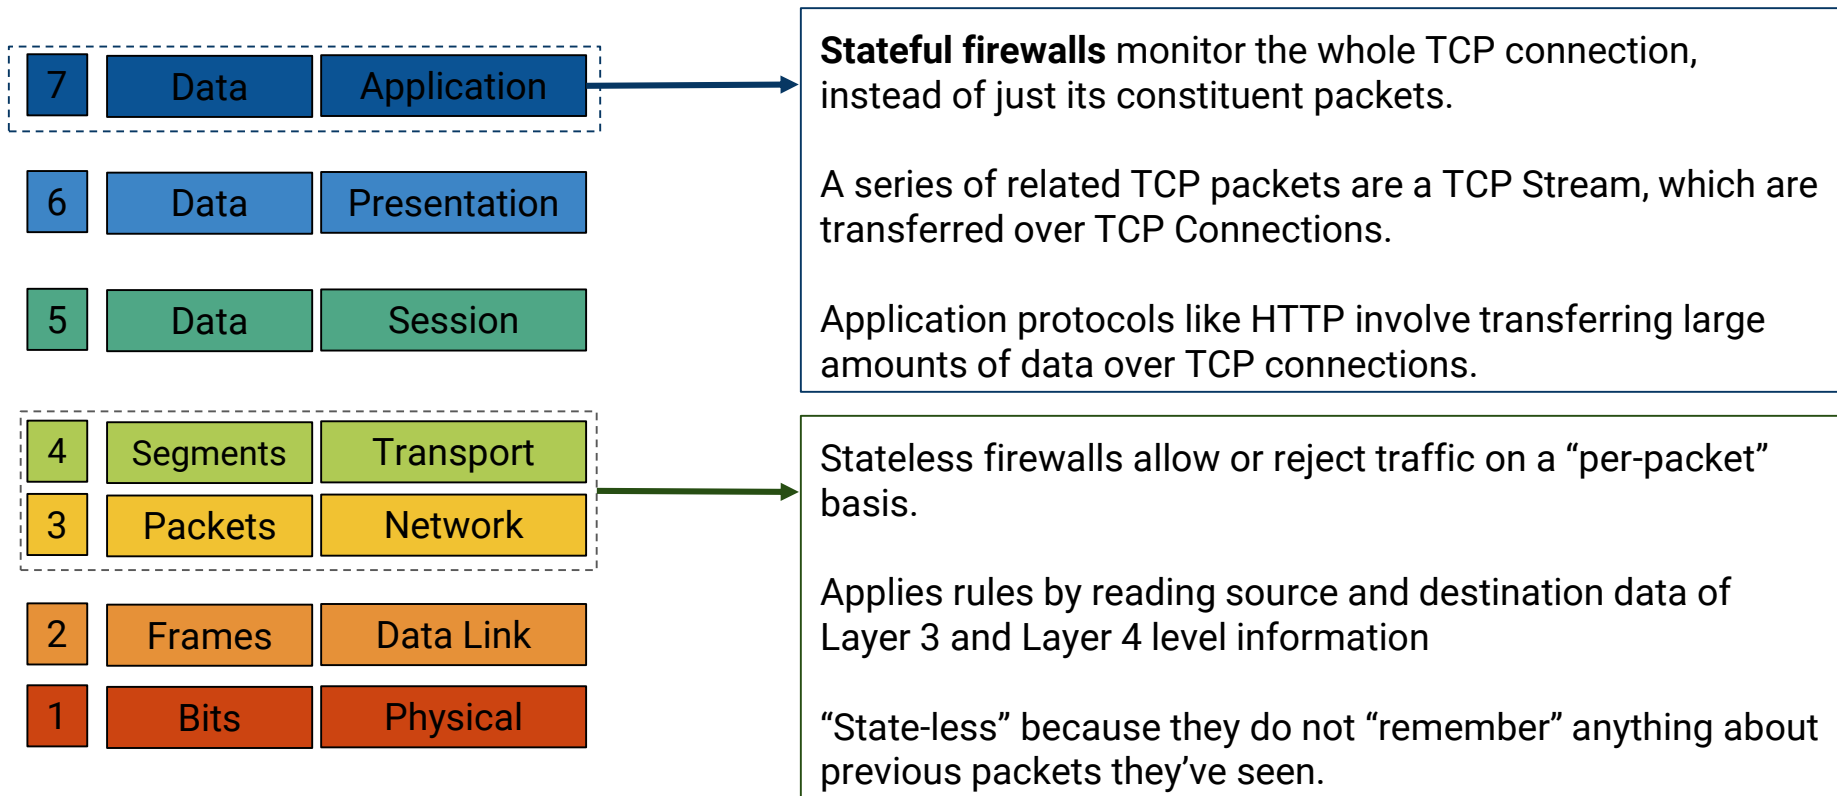 7
Data
Application
6
Data
Presentation
5
Data
Session
4
Segments
Transport
3
Packets
Network
2
Frames
Data Link
1
Bits
Physical
Stateful firewalls monitor the whole TCP connection,
instead of just its constituent packets.
A series of related TCP packets are a TCP Stream, which are
transferred over TCP Connections.
Application protocols like HTTP involve transferring large
amounts of data over TCP connections.
Stateless firewalls allow or reject traffic on a “per-packet”
basis.
Applies rules by reading source and destination data of
Layer 3 and Layer 4 level information
“State-less” because they do not “remember” anything about
previous packets they’ve seen.